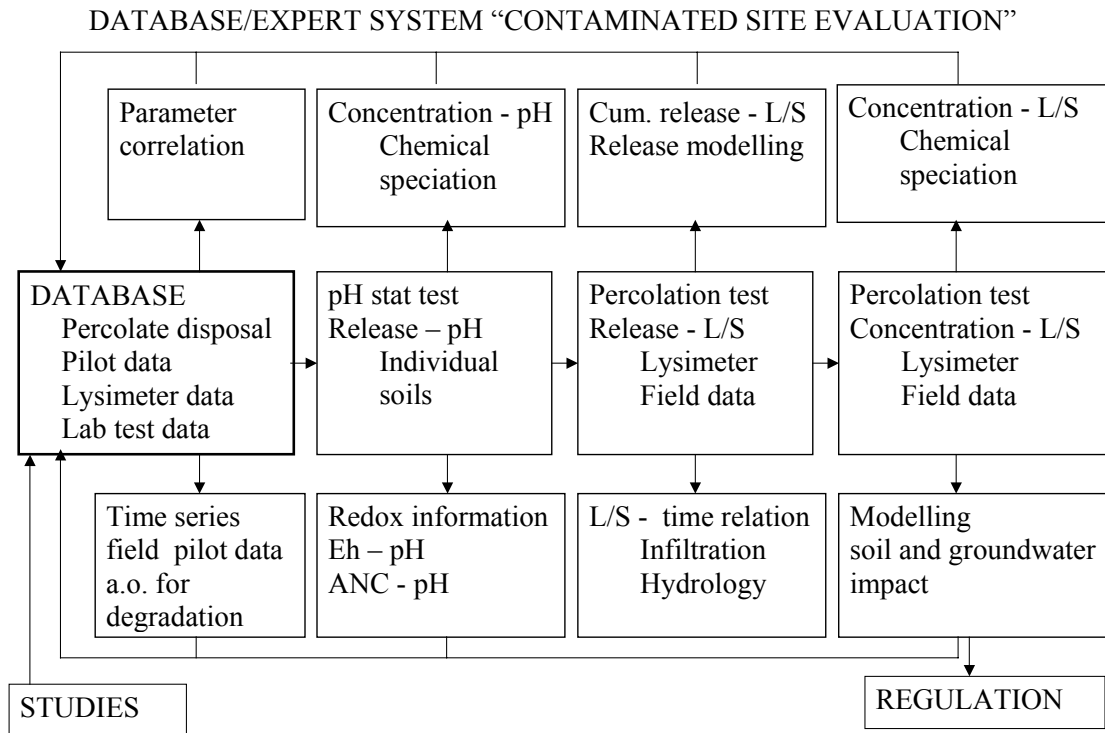 DATABASE/EXPERT SYSTEM “CONTAMINATED SITE EVALUATION”
Parameter
correlation
Concentration - pH
Chemical
speciation
Cum. release - L/S
Release modelling
Concentration - L/S
Chemical
speciation
DATABASE
Percolate disposal
Pilot data
Lysimeter data
Lab test data
pH stat test
Release – pH
Individual
soils
Percolation test
Release - L/S
Lysimeter
Field data
Percolation test
Concentration - L/S
Lysimeter
Field data
Time series
field pilot data
a.o. for
degradation
Redox information
Eh – pH
ANC - pH
L/S - time relation
Infiltration
Hydrology
Modelling
soil and groundwater
impact
STUDIES
REGULATION